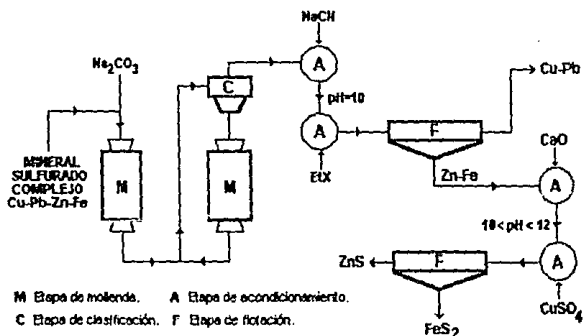 NaCH
Na₂CO₃
A
C
pH=10
Cu-Pb
A
F
CaO
MINERAL
SULFURADO
COMPLEJO
Cu-Pb-Zn-Fe
M
M
EtX
Zn-Fe
A
10<pH<12
ZnS
F
A
M Etapa de molienda. A Etapa de acondicionamiento.
CuSO₄
C Etapa de clasificación. F Etapa de flotación.
FeS₂